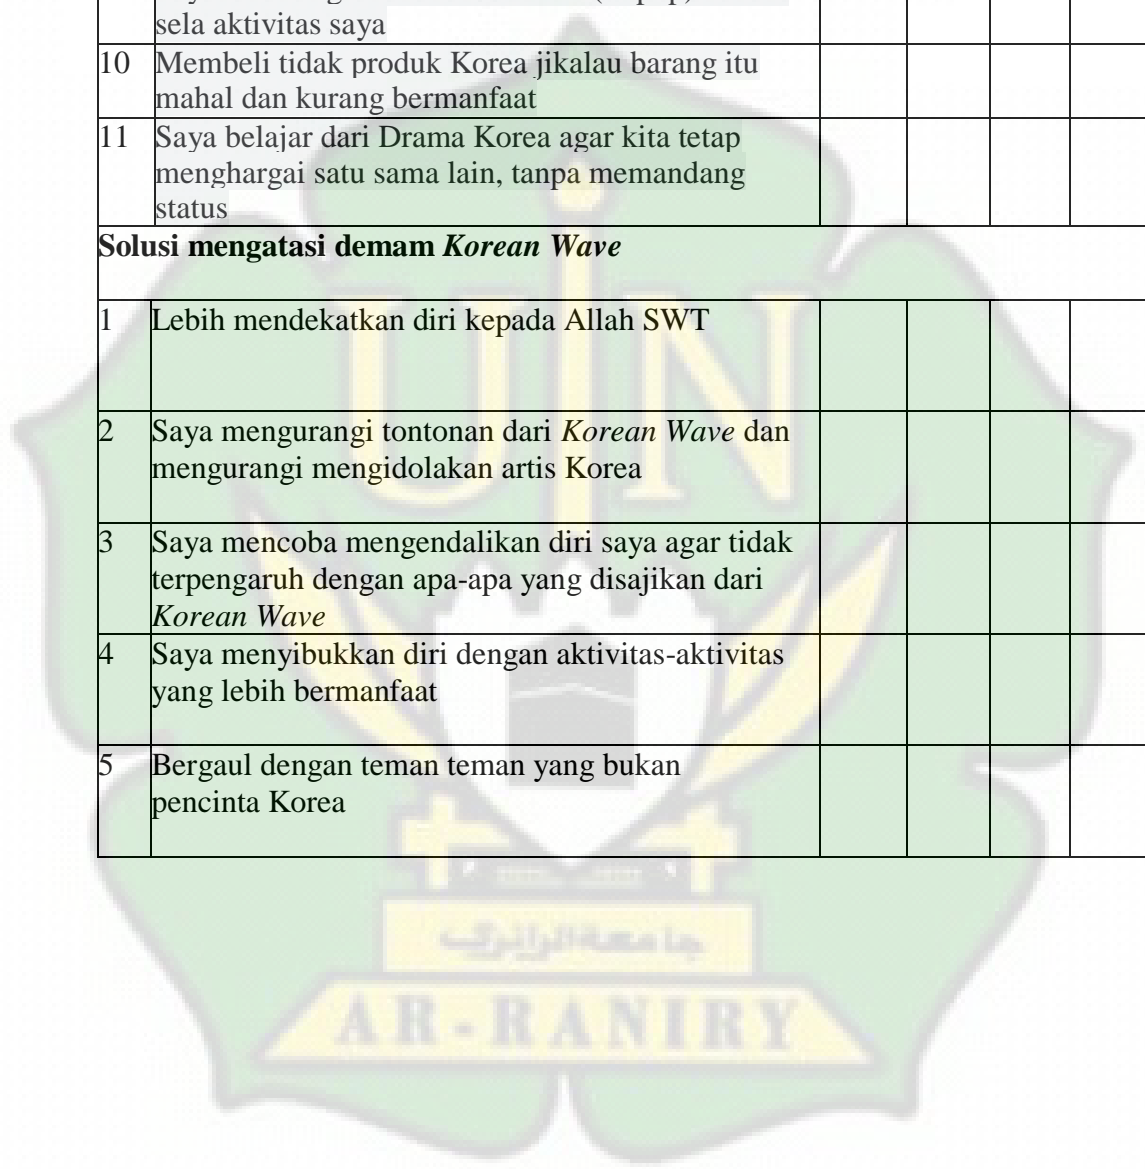 sela aktivitas saya
10 Membeli tidak produk Korea jikalau barang itu
mahal dan kurang bermanfaat
11 Saya belajar dari Drama Korea agar kita tetap
menghargai satu sama lain, tanpa memandang
status
Solusi mengatasi demam Korean Wave
1 Lebih mendekatkan diri kepada Allah SWT
2 Saya mengurangi tontonan dari Korean Wave dan
mengurangi mengidolakan artis Korea
3 Saya mencoba mengendalikan diri saya agar tidak
terpengaruh dengan apa-apa yang disajikan dari
Korean Wave
4 Saya menyibukkan diri dengan aktivitas-aktivitas
yang lebih bermanfaat
5 Bergaul dengan teman teman yang bukan
pencinta Korea
UIN
جامعة الرانري
AR-RANIRY